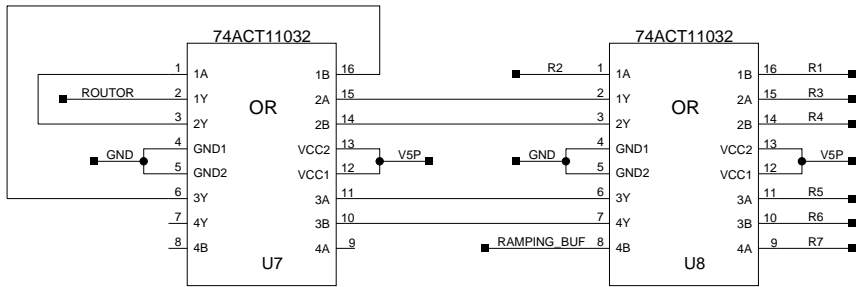 74ACT11032 74ACT11032
1 1A 1B 16 R2 1 1A 1B 16 R1
ROUTOR 2 1Y 2A 15 2 1Y 2A 15 R3
OR OR
3 2Y 2B 14 3 2Y 2B 14 R4
4 GND1 VCC2 13 4 GND1 VCC2 13
GND V5P GND V5P
5 GND2 VCC1 12 5 GND2 VCC1 12
6 3Y 3A 11 6 3Y 3A 11 R5
7 4Y 3B 10 7 4Y 3B 10 R6
8 4B 4A 9 RAMPING_BUF 8 4B 4A 9 R7
U7 U8